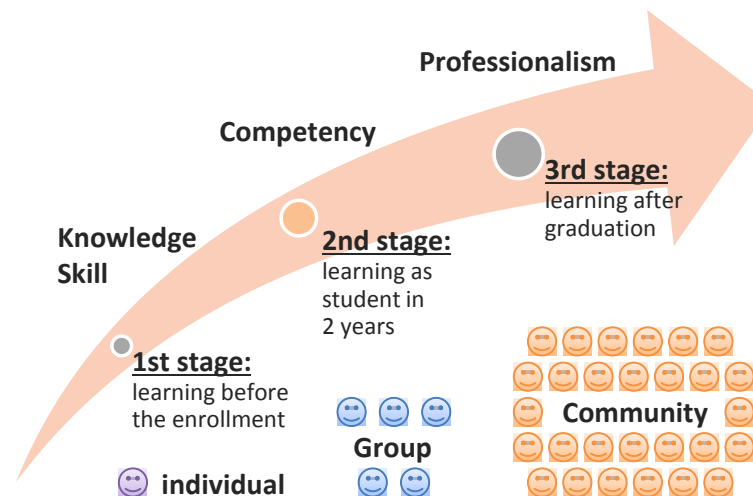 Professionalism
Competency
3rd stage:
learning after
graduation
Knowledge
Skill
2nd stage:
learning as
student in
2 years
1st stage:
learning before
the enrollment
Community
Group
individual